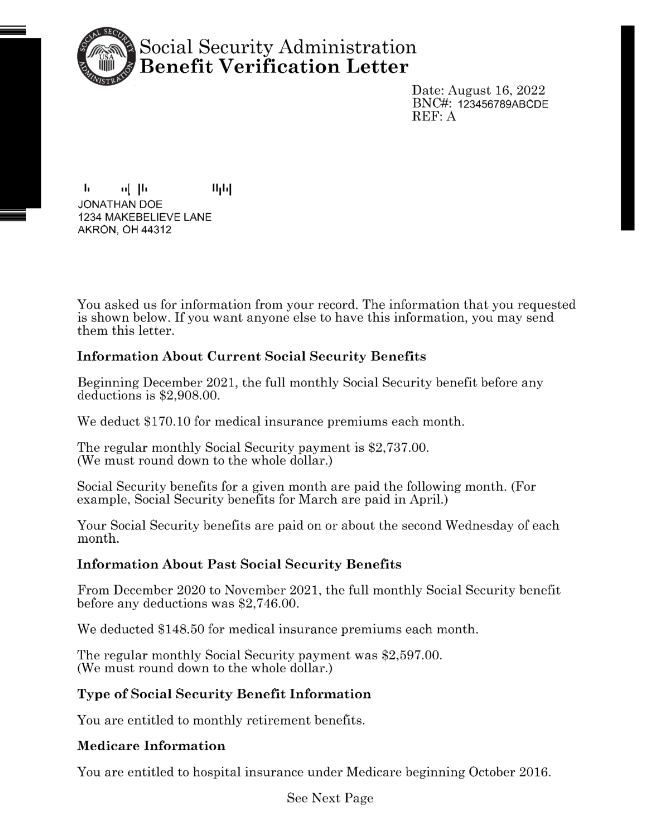 SOCIAL SECURITY
USA
ADMINISTRATION
Social Security Administration
Benefit Verification Letter
Date: August 16, 2022
BNC#: 123456789ABCDE
REF: A
JONATHAN DOE
1234 MAKEBELIEVE LANE
AKRON, OH 44312
You asked us for information from your record. The information that you requested
is shown below. If you want anyone else to have this information, you may send
them this letter.
Information About Current Social Security Benefits
Beginning December 2021, the full monthly Social Security benefit before any
deductions is $2,908.00.
We deduct $170.10 for medical insurance premiums each month.
The regular monthly Social Security payment is $2,737.00.
(We must round down to the whole dollar.)
Social Security benefits for a given month are paid the following month. (For
example, Social Security benefits for March are paid in April.)
Your Social Security benefits are paid on or about the second Wednesday of each
month.
Information About Past Social Security Benefits
From December 2020 to November 2021, the full monthly Social Security benefit
before any deductions was $2,746.00.
We deducted $148.50 for medical insurance premiums each month.
The regular monthly Social Security payment was $2,597.00.
(We must round down to the whole dollar.)
Type of Social Security Benefit Information
You are entitled to monthly retirement benefits.
Medicare Information
You are entitled to hospital insurance under Medicare beginning October 2016.
See Next Page